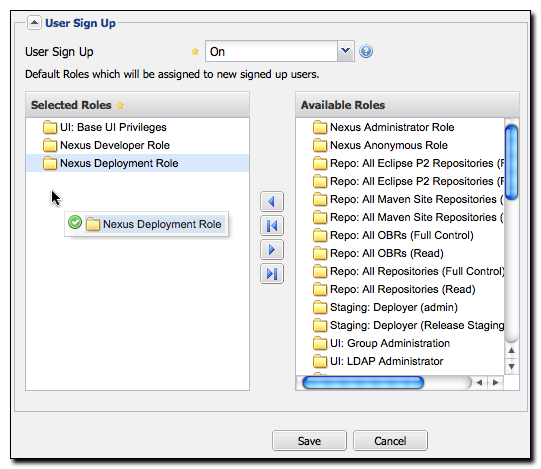 User Sign Up
User Sign Up
On
Default Roles which will be assigned to new signed up users.
Selected Roles
UI: Base UI Privileges
Nexus Developer Role
Nexus Deployment Role
Nexus Deployment Role
Available Roles
Nexus Administrator Role
Nexus Anonymous Role
Repo: All Eclipse P2 Repositories (
Repo: All Eclipse P2 Repositories (
Repo: All Maven Site Repositories (
Repo: All Maven Site Repositories (
Repo: All OBRs (Full Control)
Repo: All OBRs (Read)
Repo: All Repositories (Full Control)
Repo: All Repositories (Read)
Staging: Deployer (admin)
Staging: Deployer (Release Staging
UI: Group Administration
UI: LDAP Administrator
Save
Cancel